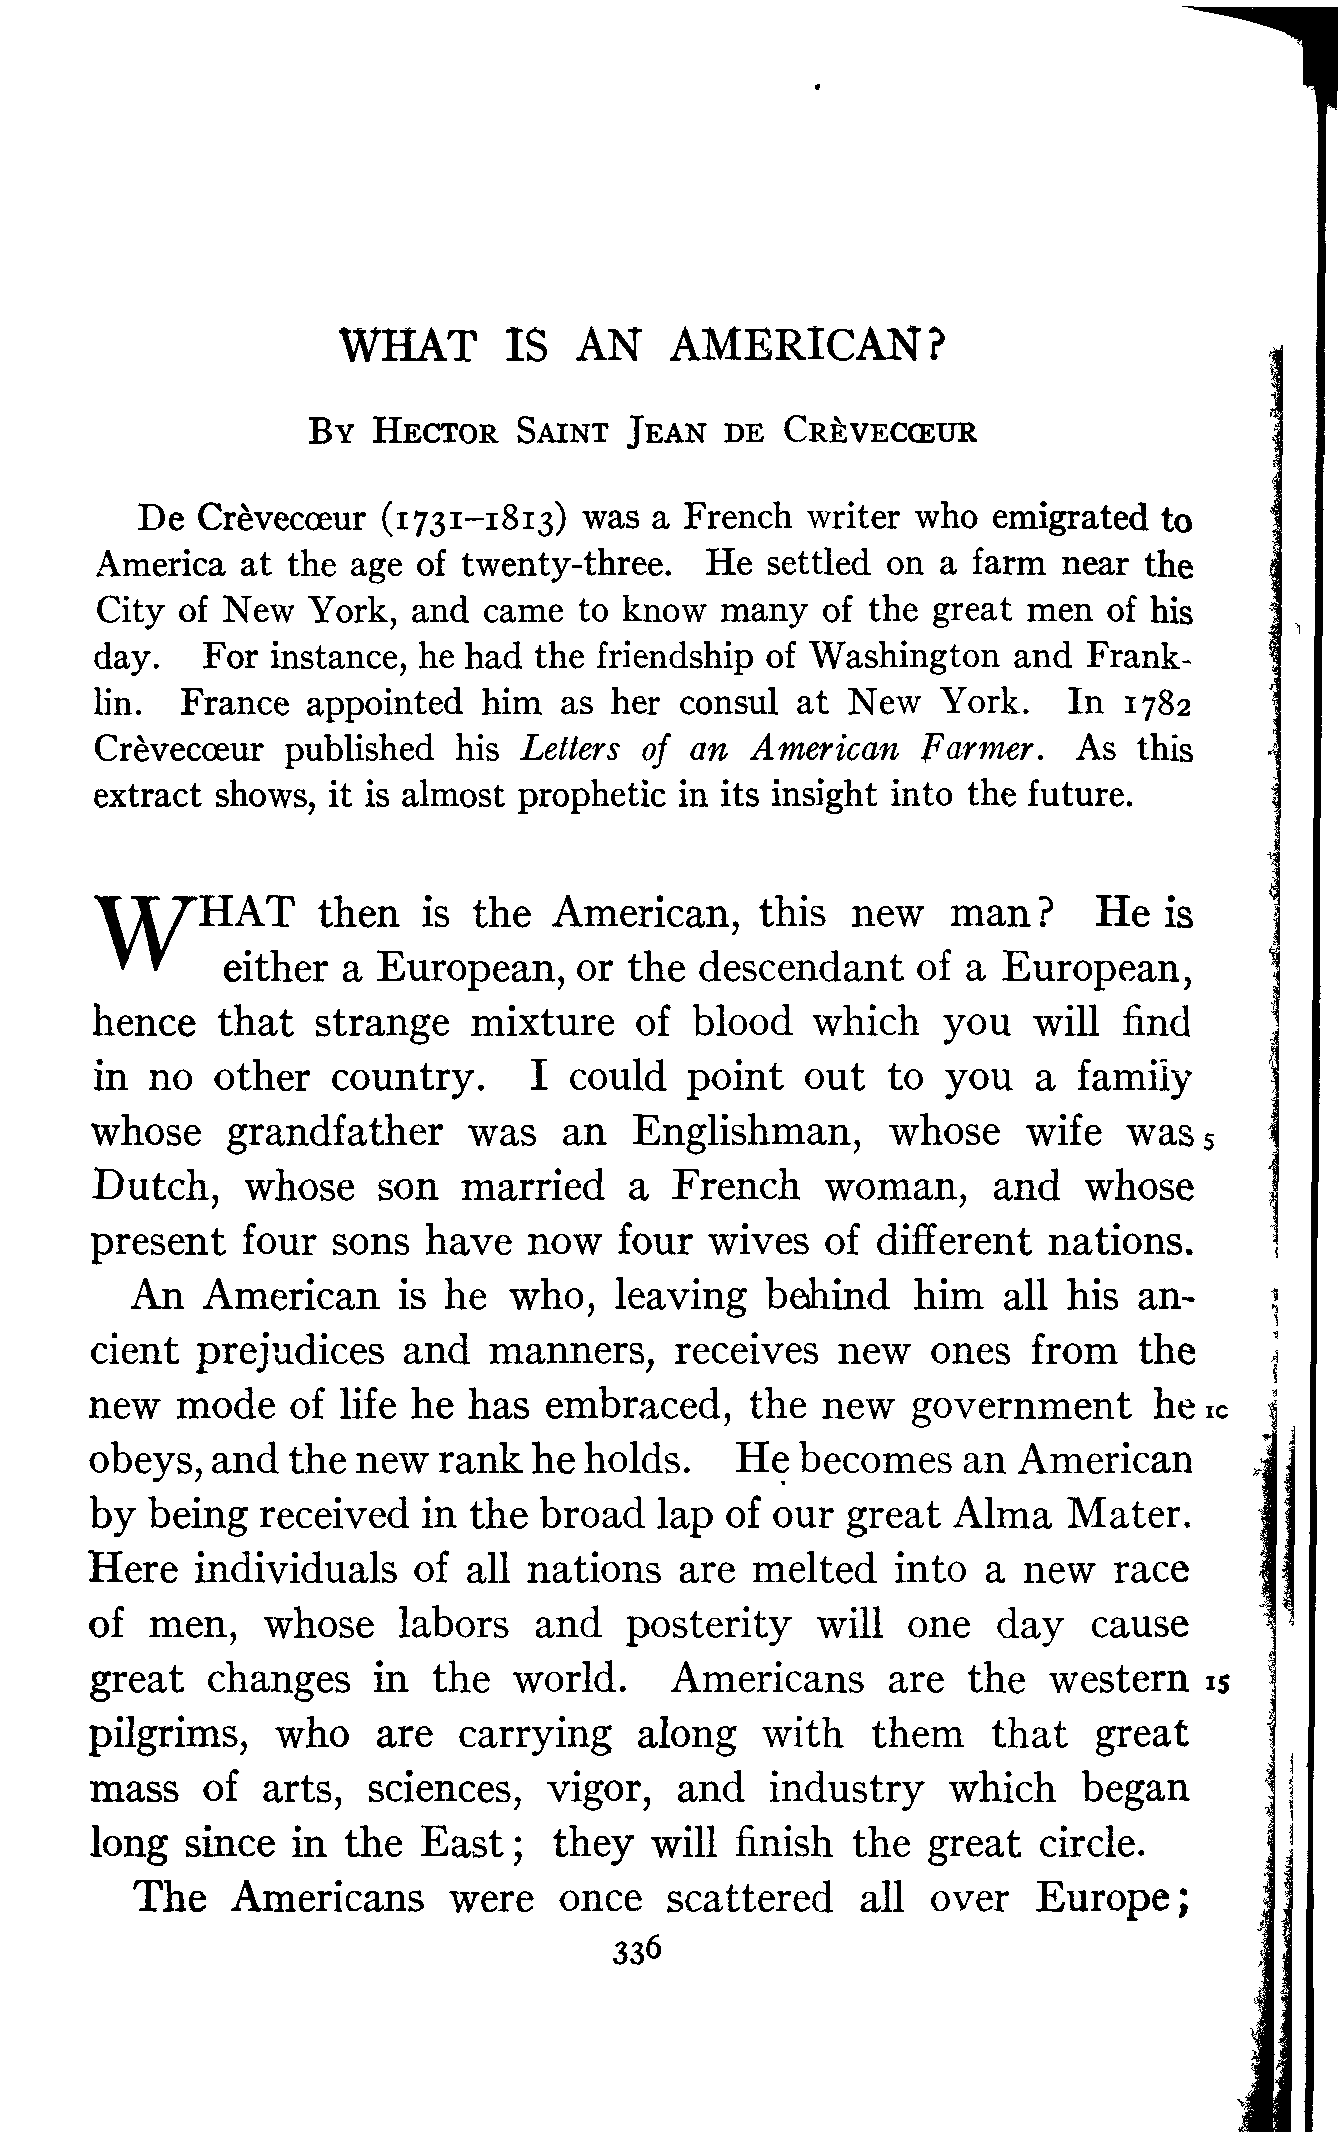 WHAT IS AN AMERICAN?
BY HECTOR SAINT JEAN DE CRÈVECŒUR
De Crèvecœur (1731–1813) was a French writer who emigrated to
America at the age of twenty-three. He settled on a farm near the
City of New York, and came to know many of the great men of his
day. For instance, he had the friendship of Washington and Frank-
lin. France appointed him as her consul at New York. In 1782
Crèvecœur published his Letters of an American Farmer. As this
extract shows, it is almost prophetic in its insight into the future.
WHAT then is the American, this new man? He is
either a European, or the descendant of a European,
hence that strange mixture of blood which you will find
in no other country. I could point out to you a family
whose grandfather was an Englishman, whose wife was 5
Dutch, whose son married a French woman, and whose
present four sons have now four wives of different nations.
An American is he who, leaving behind him all his an-
cient prejudices and manners, receives new ones from the
new mode of life he has embraced, the new government he 10
obeys, and the new rank he holds. He becomes an American
by being received in the broad lap of our great Alma Mater.
Here individuals of all nations are melted into a new race
of men, whose labors and posterity will one day cause
great changes in the world. Americans are the western 15
pilgrims, who are carrying along with them that great
mass of arts, sciences, vigor, and industry which began
long since in the East; they will finish the great circle.
The Americans were once scattered all over Europe;
336